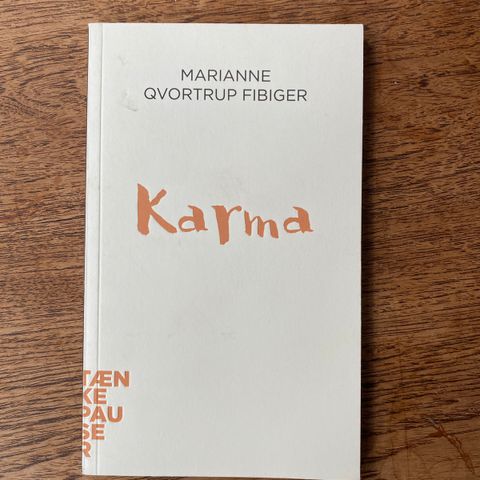 MARIANNE
QVORTRUP FIBIGER
Karma
TÆN
KE
PAU
SE
R